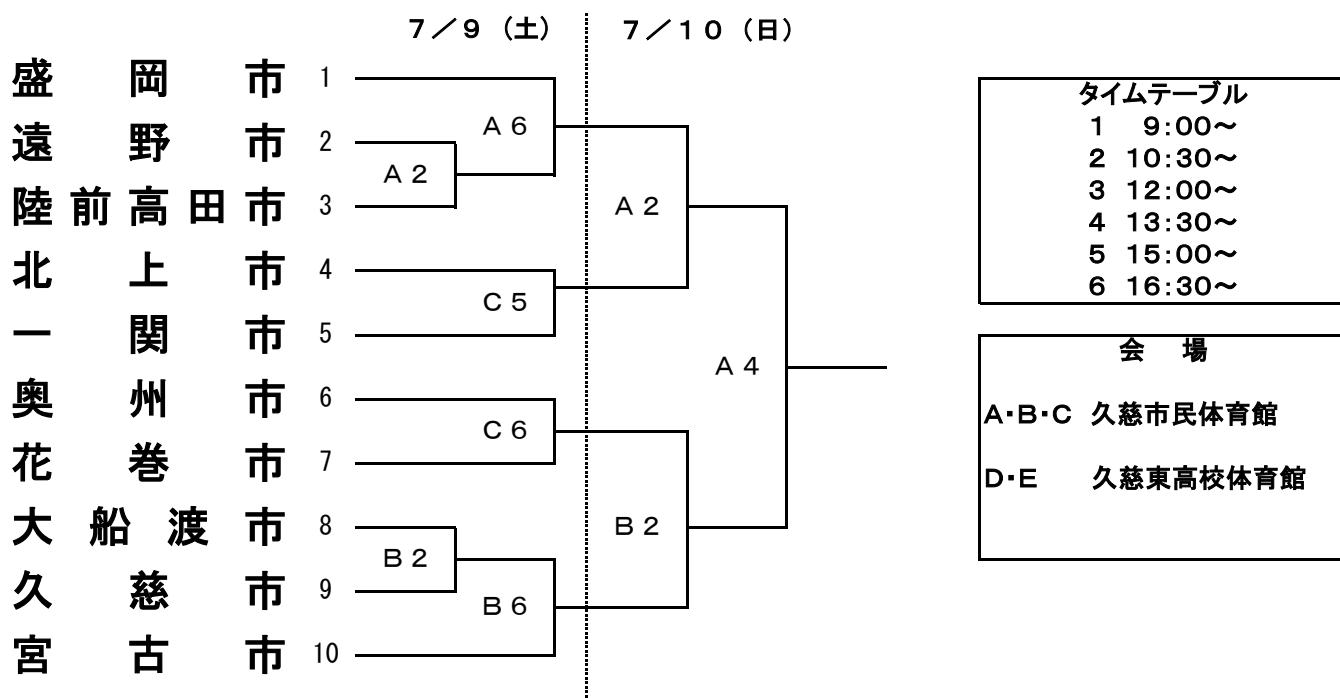 7／9（土）
7／10（日）
盛岡市 1
遠野市 2
陸前高田市 3
北上市 4
一関市 5
奥州市 6
花巻市 7
大船渡市 8
久慈市 9
宮古市 10
A6
A2
C5
C6
B2
B6
A2
B2
A4
タイムテーブル
1 9:00～
2 10:30～
3 12:00～
4 13:30～
5 15:00～
6 16:30～
会場
A・B・C 久慈市民体育館
D・E 久慈東高校体育館